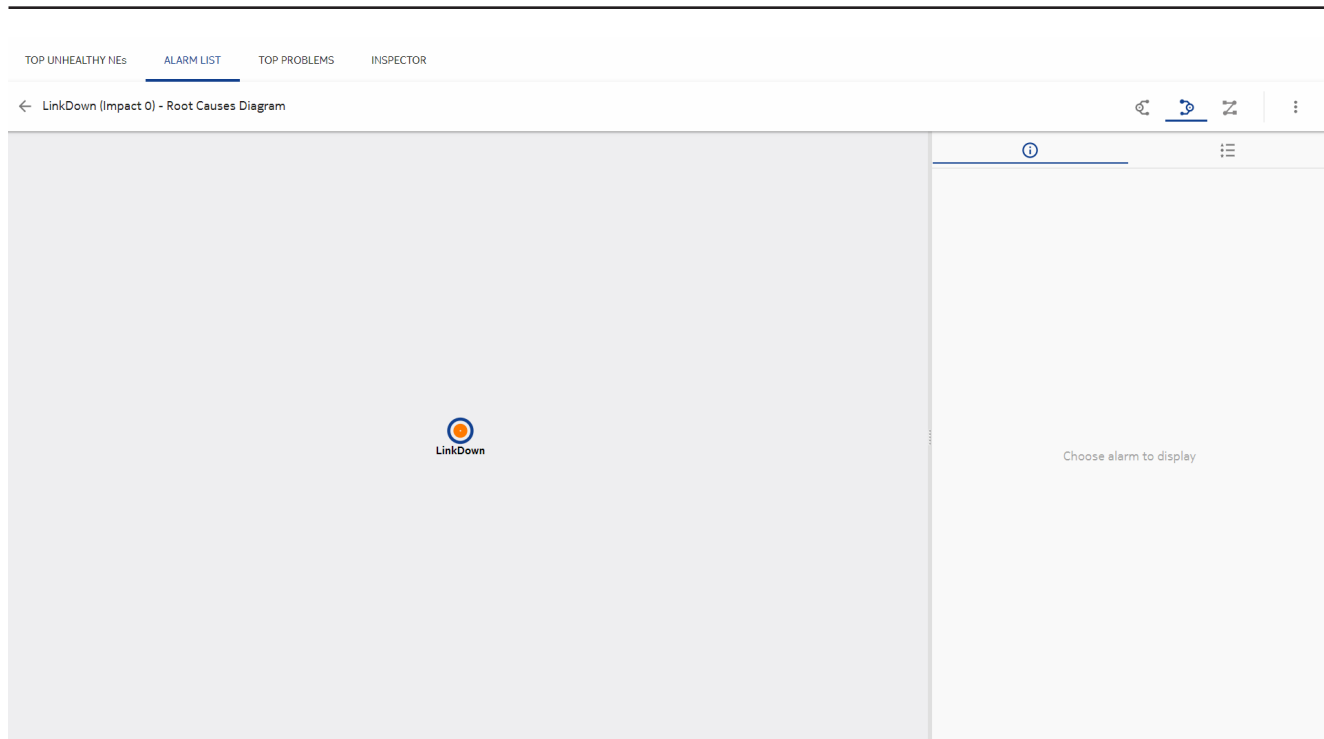 TOP UNHEALTHY NEs ALARM LIST TOP PROBLEMS INSPECTOR
LinkDown (Impact 0) - Root Causes Diagram
LinkDown
Choose alarm to display